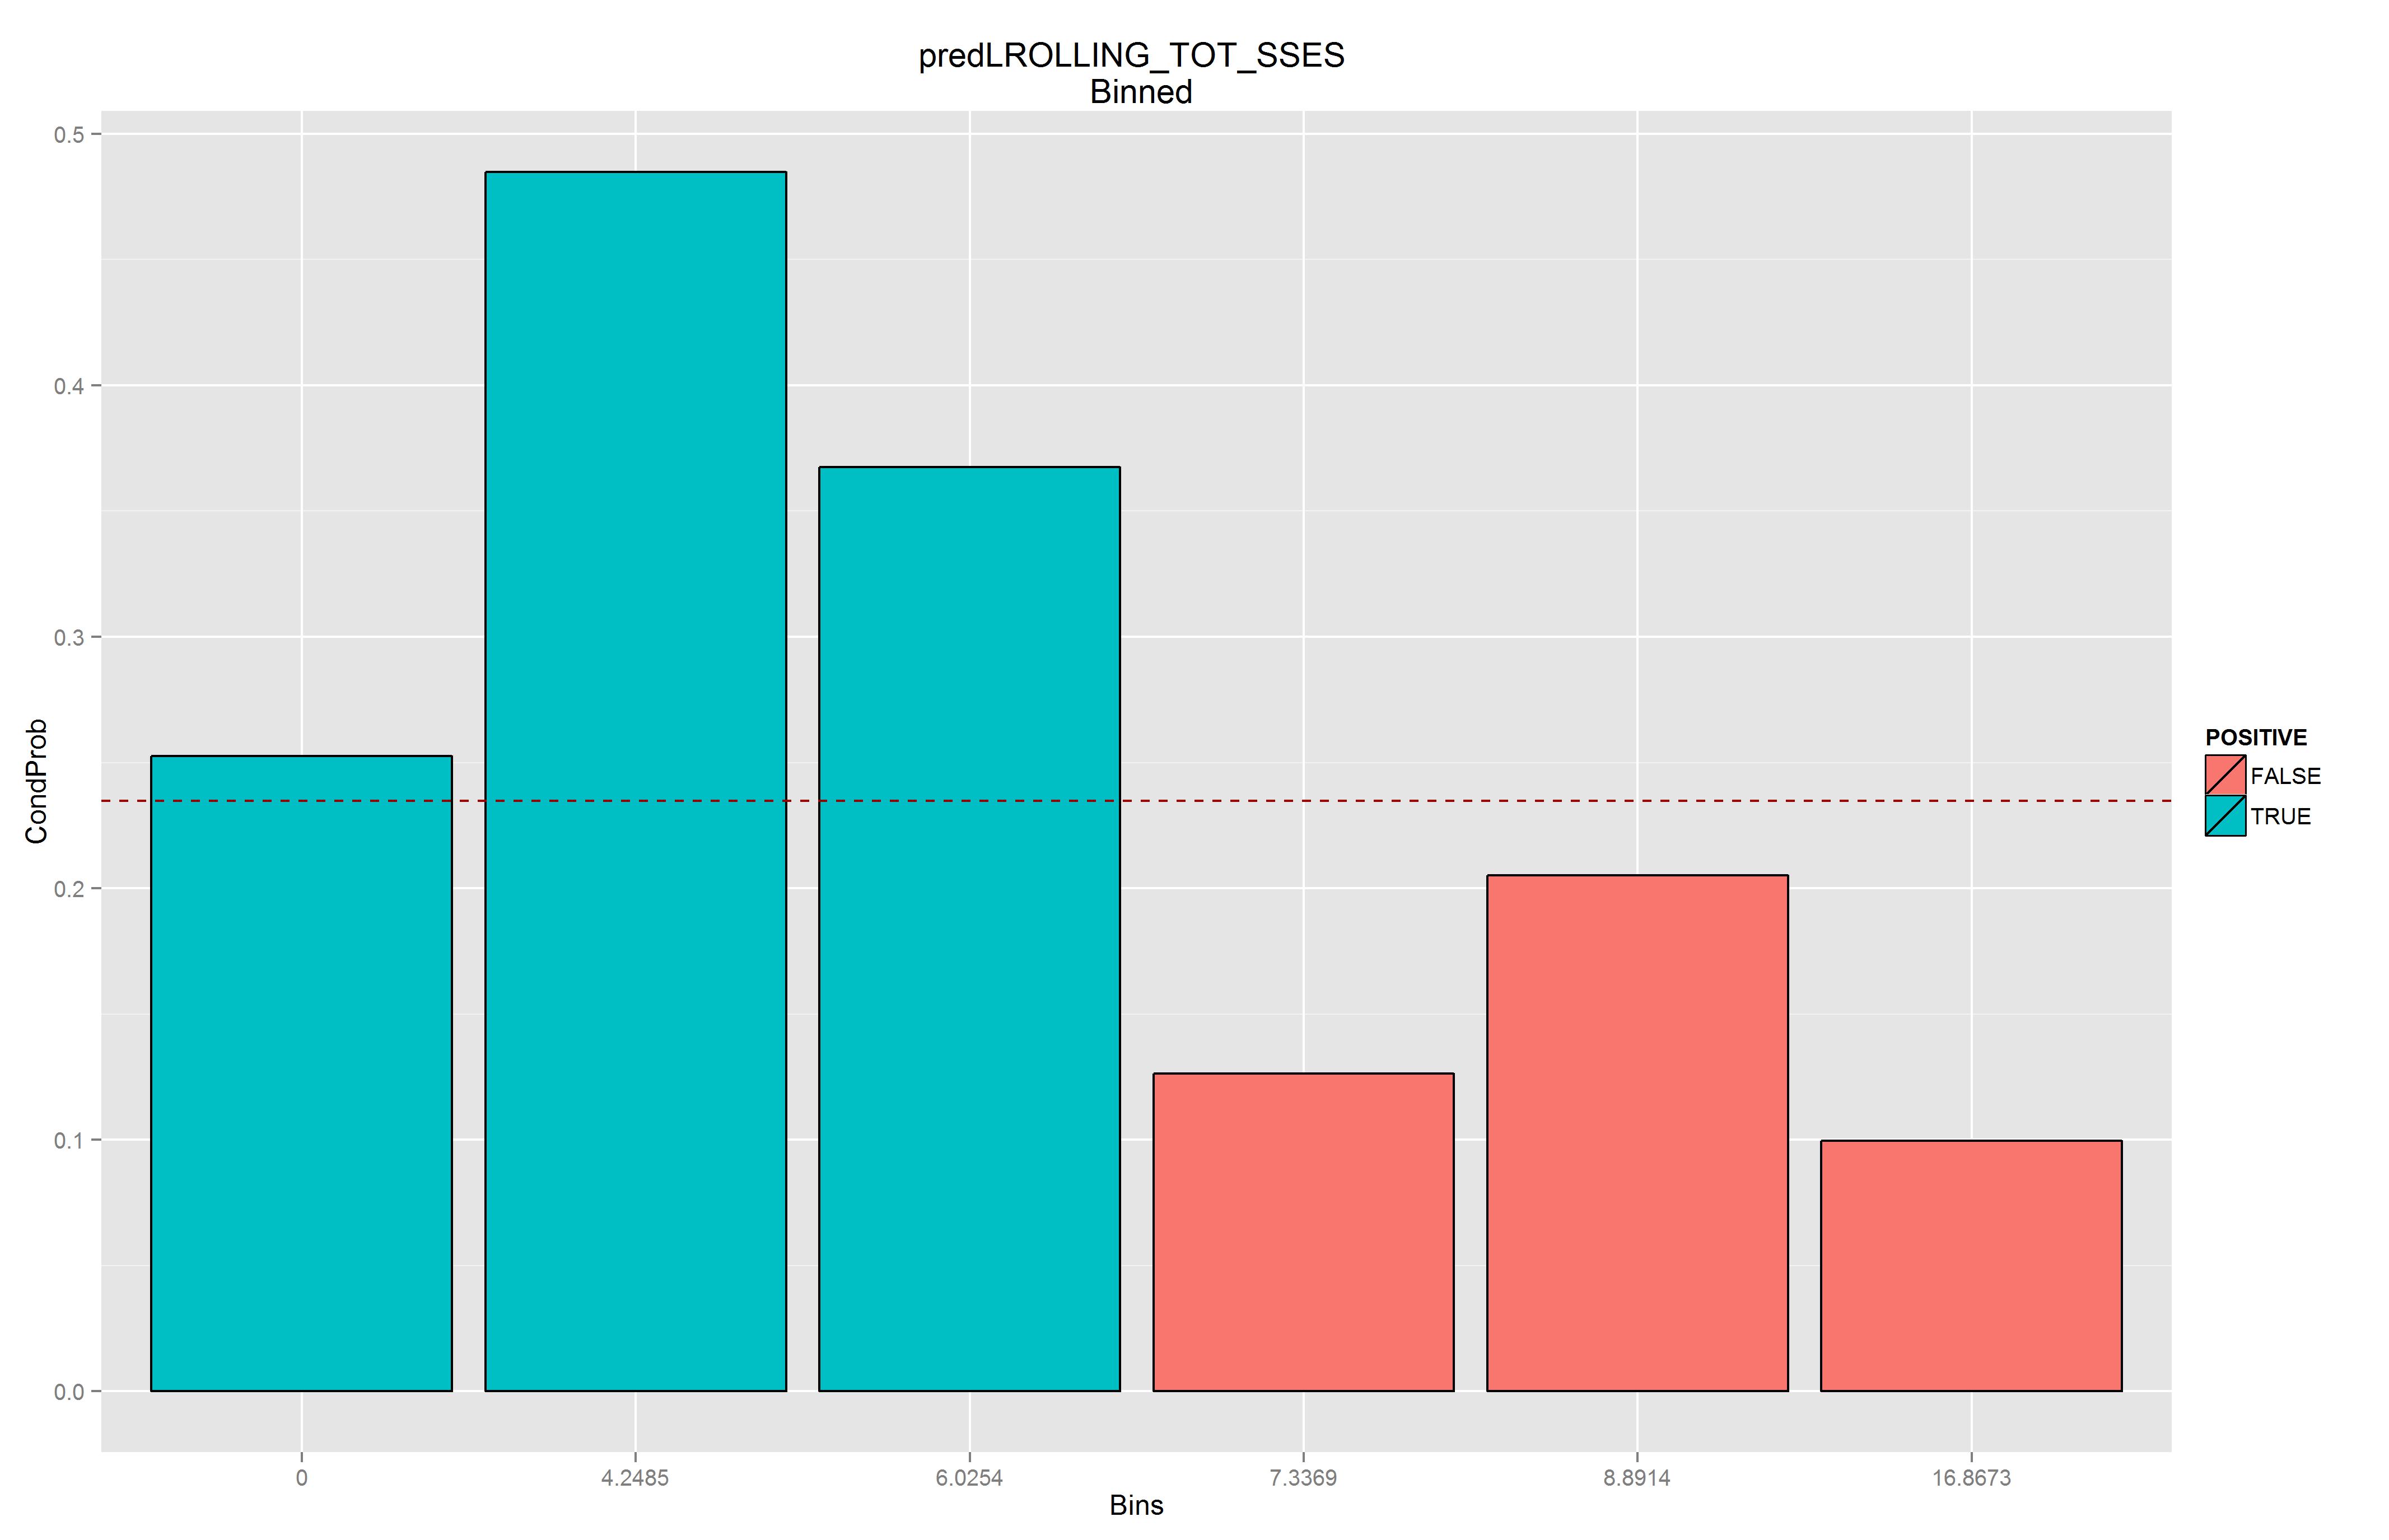 predLROLLING_TOT_SSES
Binned
0.5
0.4
0.3
0.2
0.1
0.0
CondProb
0 4.2485 6.0254 7.3369 8.8914 16.8673
Bins
POSITIVE
FALSE
TRUE